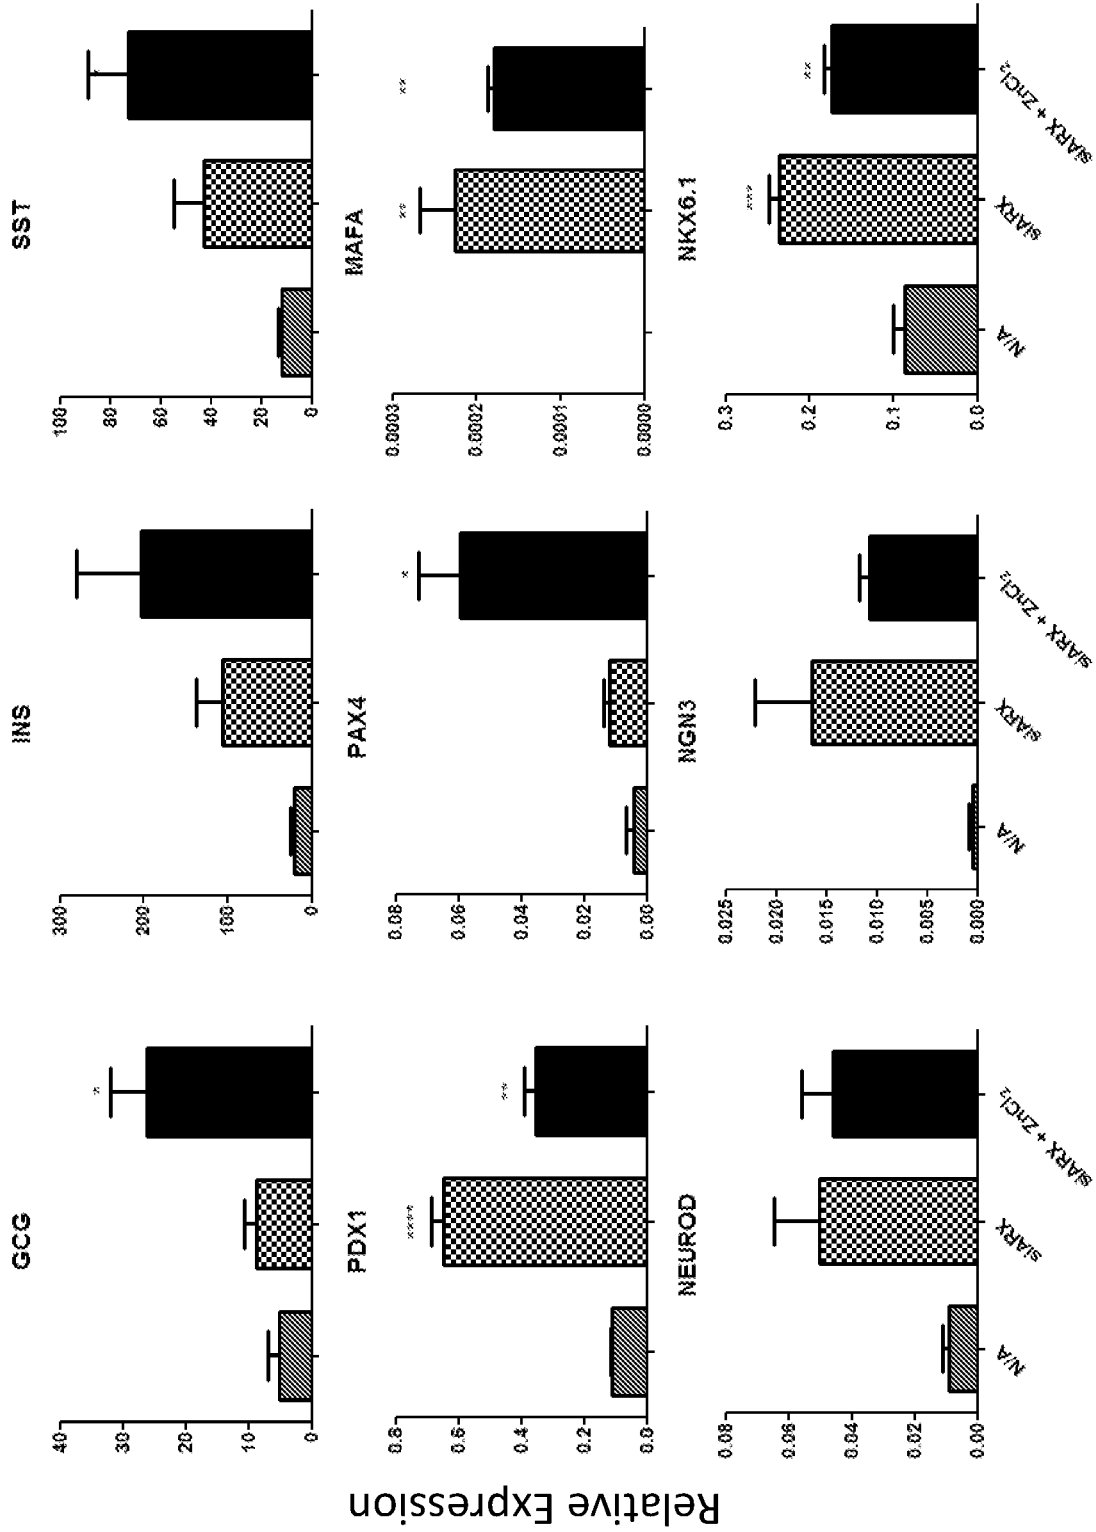 Relative Expression
GCG
40
30
20
10
0
*
INS
300
200
100
0
SST
100
80
60
40
20
0
*
PDX1
0.8
0.6
0.4
0.2
0.0
****
**
PAX4
0.08
0.06
0.04
0.02
0.00
*
MAFA
0.0003
0.0002
0.0001
0.0000
**
**
NEUROD
0.08
0.06
0.04
0.02
0.00
N/A
siARX
siARX + ZnCl₂
NGN3
0.025
0.020
0.015
0.010
0.005
0.000
N/A
siARX
siARX + ZnCl₂
NKX6.1
0.3
0.2
0.1
0.0
***
**
N/A
siARX
siARX + ZnCl₂